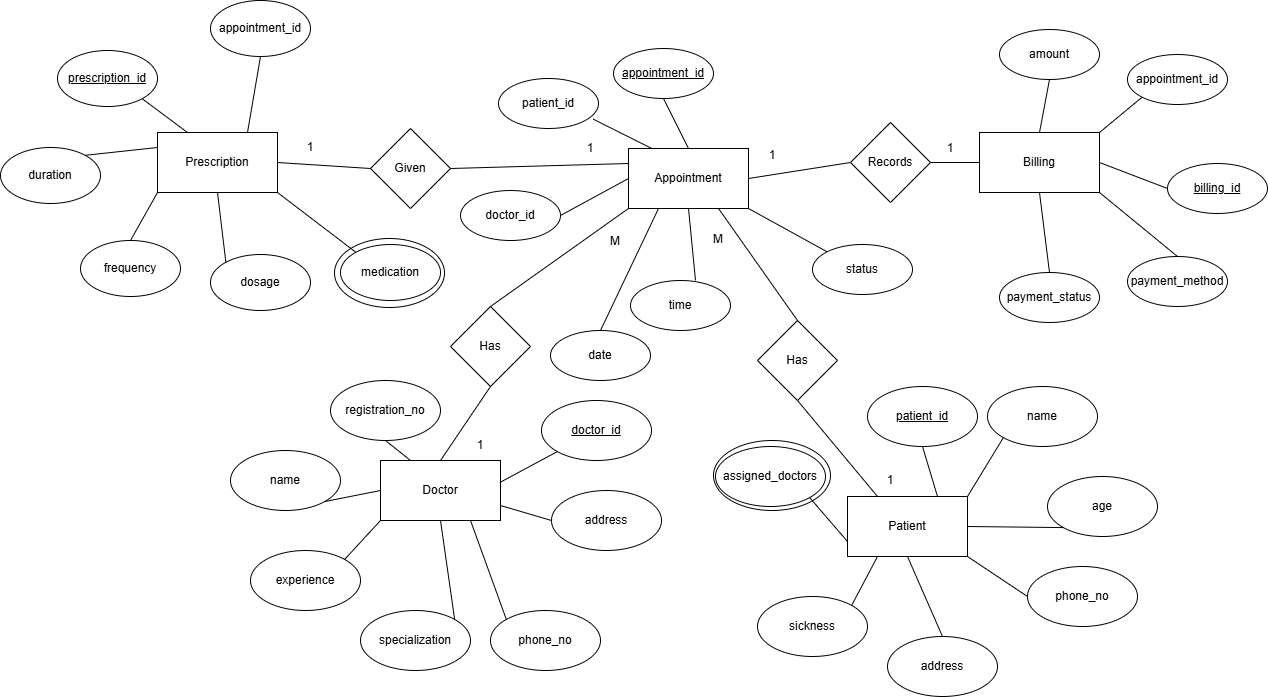 appointment_id
prescription_id
appointment_id
patient_id
amount
appointment_id
1
1
1
1
Prescription
Given
Appointment
Records
Billing
duration
billing_id
doctor_id
M
M
frequency
dosage
medication
status
payment_status
payment_method
time
date
Has
Has
registration_no
doctor_id
patient_id
name
1
name
Doctor
assigned_doctors
1
age
address
Patient
experience
phone_no
specialization
phone_no
sickness
address